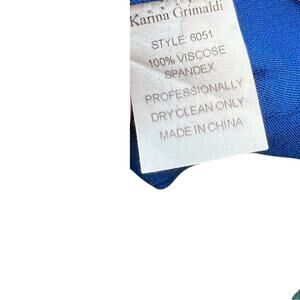 Karina Grimaldi
STYLE: 6051
100% VISCOSE
SPANDEX
PROFESSIONALLY
DRY CLEAN ONLY
MADE IN CHINA